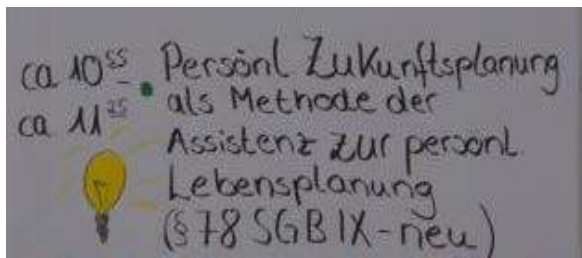 ca 10⁵⁵ - Persönl Zukunftsplanung
ca 11²⁵ als Methode der
Assistenz zur persönl.
Lebensplanung
(§78 SGB IX-neu)